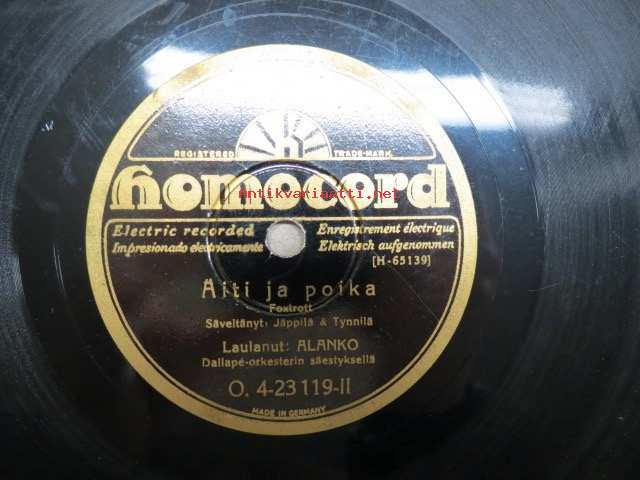 h
REGISTERED TRADE-MARK
Homocord
Antikvariaatti.net
Electric recorded Enregistrement électrique
Impresionado electricamente Elektrisch aufgenommen
[H-65139]
Äiti ja poika
Foxtrott
Säveltänyt: Jäppilä & Tynnilä
Laulanut: ALANKO
Dallapé-orkesterin säestyksellä
O. 4-23119-II
MADE IN GERMANY